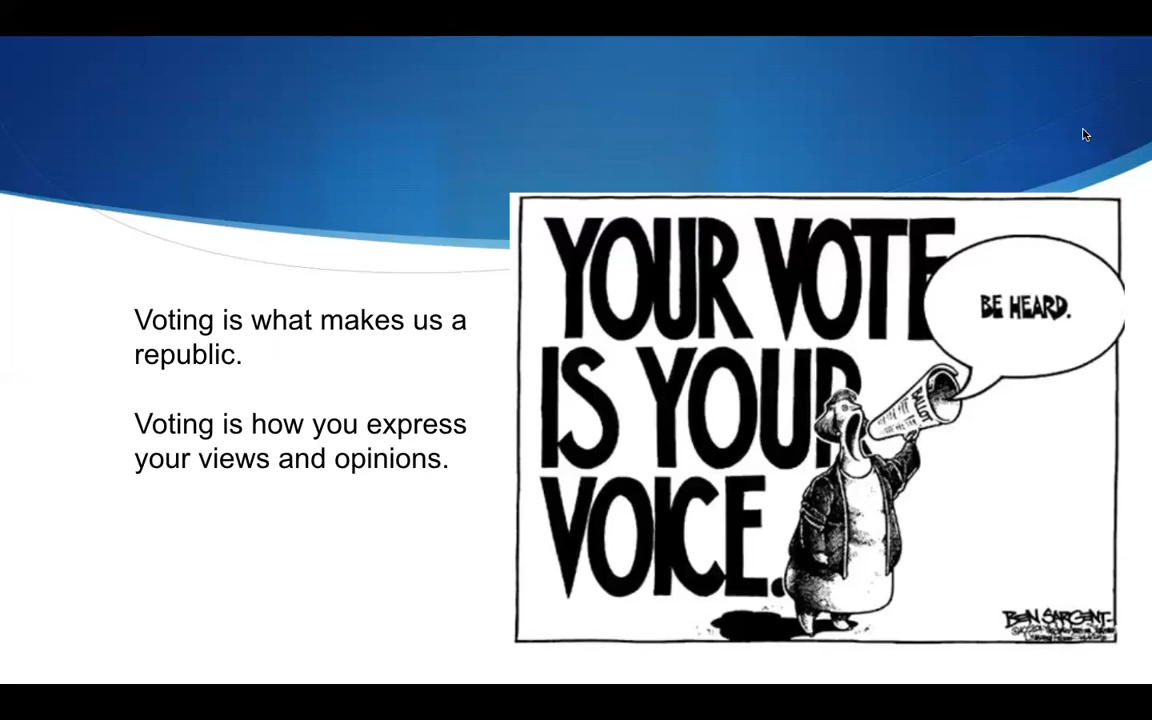 Voting is what makes us a
republic.
Voting is how you express
your views and opinions.
YOUR VOTE
IS YOUR
VOICE.
BE HEARD.
BALLOT
BEN SARGENT